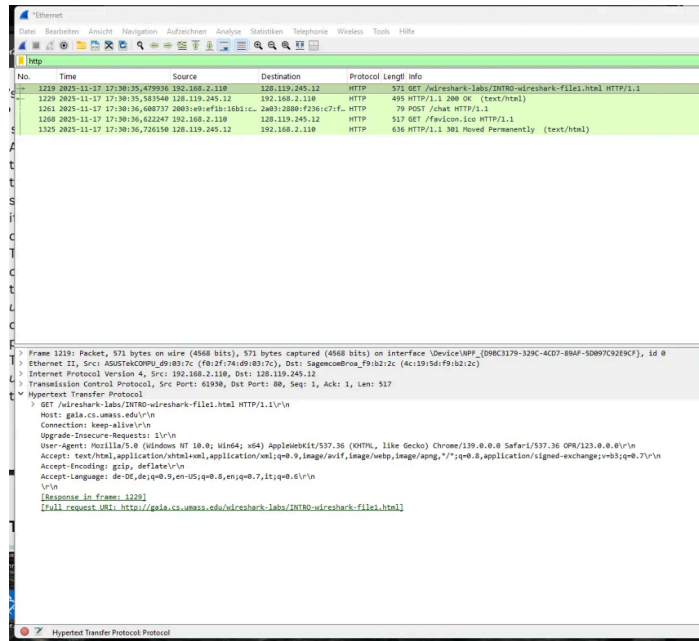 *Ethernet
Datei Bearbeiten Ansicht Navigation Aufzeichnen Analyse Statistiken Telephonie Wireless Tools Hilfe
http
No. Time Source Destination Protocol Lengtl Info
1219 2025-11-17 17:30:35,479936 192.168.2.110 128.119.245.12 HTTP 571 GET /wireshark-labs/INTRO-wireshark-file1.html HTTP/1.1
1229 2025-11-17 17:30:35,583540 128.119.245.12 192.168.2.110 HTTP 495 HTTP/1.1 200 OK (text/html)
1261 2025-11-17 17:30:36,608737 2003:e9:ef1b:16b1:c… 2a03:2880:f236:c7:f… HTTP 79 POST /chat HTTP/1.1
1268 2025-11-17 17:30:36,622247 192.168.2.110 128.119.245.12 HTTP 517 GET /favicon.ico HTTP/1.1
1325 2025-11-17 17:30:36,726150 128.119.245.12 192.168.2.110 HTTP 636 HTTP/1.1 301 Moved Permanently (text/html)
> Frame 1219: Packet, 571 bytes on wire (4568 bits), 571 bytes captured (4568 bits) on interface \Device\NPF_{D9BC3179-329C-4CD7-89AF-5D097C92E9CF}, id 0
> Ethernet II, Src: ASUSTekCOMPU_d9:03:7c (f0:2f:74:d9:03:7c), Dst: SagemcomBroa_f9:b2:2c (4c:19:5d:f9:b2:2c)
> Internet Protocol Version 4, Src: 192.168.2.110, Dst: 128.119.245.12
> Transmission Control Protocol, Src Port: 61930, Dst Port: 80, Seq: 1, Ack: 1, Len: 517
Hypertext Transfer Protocol
> GET /wireshark-labs/INTRO-wireshark-file1.html HTTP/1.1\r\n
Host: gaia.cs.umass.edu\r\n
Connection: keep-alive\r\n
Upgrade-Insecure-Requests: 1\r\n
User-Agent: Mozilla/5.0 (Windows NT 10.0; Win64; x64) AppleWebKit/537.36 (KHTML, like Gecko) Chrome/139.0.0.0 Safari/537.36 OPR/123.0.0.0\r\n
Accept: text/html,application/xhtml+xml,application/xml;q=0.9,image/avif,image/webp,image/apng,*/*;q=0.8,application/signed-exchange;v=b3;q=0.7\r\n
Accept-Encoding: gzip, deflate\r\n
Accept-Language: de-DE,de;q=0.9,en-US;q=0.8,en;q=0.7,it;q=0.6\r\n
\r\n
[Response in frame: 1229]
[Full request URI: http://gaia.cs.umass.edu/wireshark-labs/INTRO-wireshark-file1.html]
Hypertext Transfer Protocol: Protocol